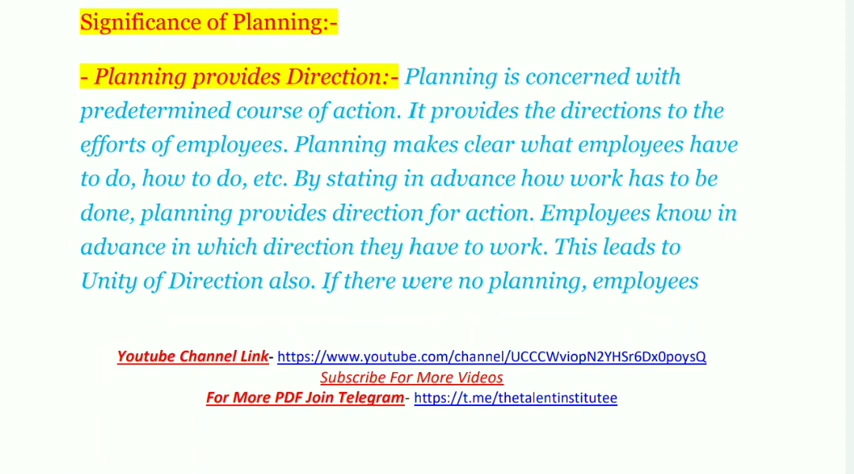 Significance of Planning:-
- Planning provides Direction:- Planning is concerned with
predetermined course of action. It provides the directions to the
efforts of employees. Planning makes clear what employees have
to do, how to do, etc. By stating in advance how work has to be
done, planning provides direction for action. Employees know in
advance in which direction they have to work. This leads to
Unity of Direction also. If there were no planning, employees
Youtube Channel Link- https://www.youtube.com/channel/UCCCWviopN2YHSr6Dx0poysQ
Subscribe For More Videos
For More PDF Join Telegram- https://t.me/thetalentinstitutee